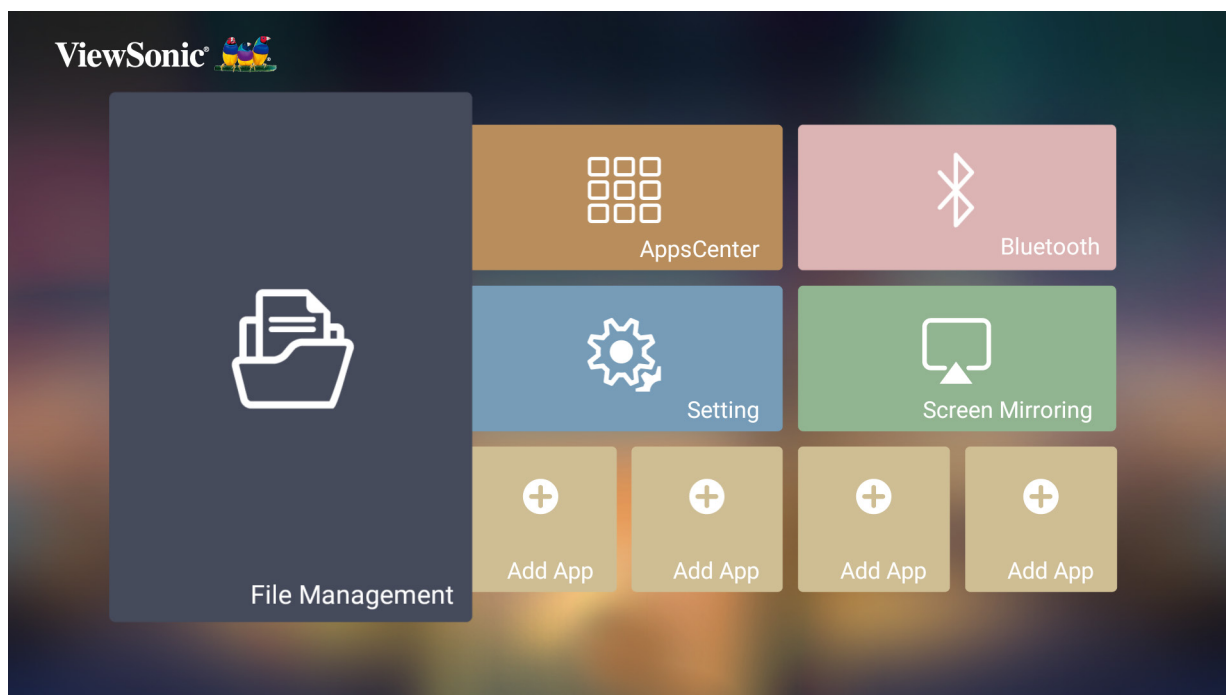 ViewSonic®
AppsCenter
Bluetooth
Setting
Screen Mirroring
Add App
Add App
Add App
Add App
File Management